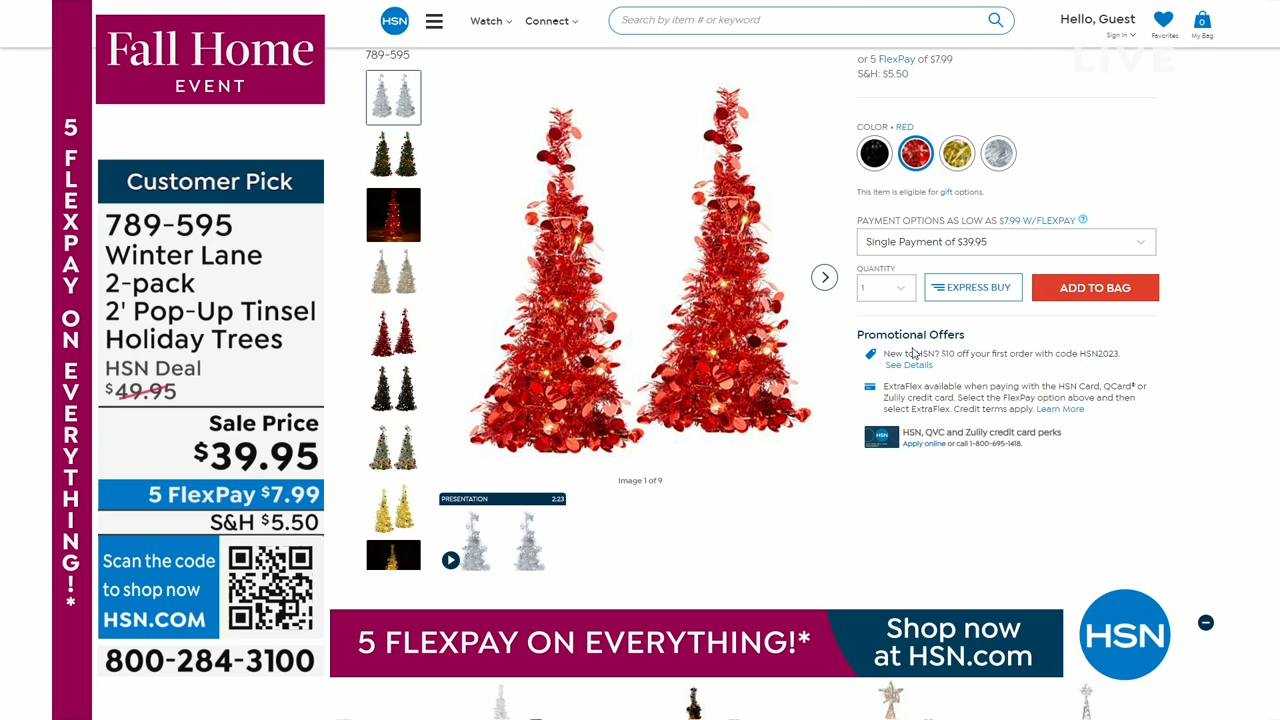 5 FLEXPAY ON EVERYTHING!*
Fall Home
EVENT
Customer Pick
789-595
Winter Lane
2-pack
2' Pop-Up Tinsel
Holiday Trees
HSN Deal
$49.95
Sale Price
$39.95
5 FlexPay $7.99
S&H $5.50
Scan the code
to shop now
HSN.COM
800-284-3100
HSN
Watch
Connect
Search by item # or keyword
Hello, Guest
Sign In
Favorites
0
My Bag
LIVE
789-595
or 5 FlexPay of $7.99
S&H: $5.50
COLOR • RED
This item is eligible for gift options.
PAYMENT OPTIONS AS LOW AS $7.99 W/FLEXPAY ?
Single Payment of $39.95
QUANTITY
1
EXPRESS BUY
ADD TO BAG
Promotional Offers
New to HSN? $10 off your first order with code HSN2023.
See Details
ExtraFlex available when paying with the HSN Card, QCard® or
Zulily credit card. Select the FlexPay option above and then
select ExtraFlex. Credit terms apply. Learn More
HSN
HSN, QVC and Zulily credit card perks
Apply online or call 1-800-695-1418.
Image 1 of 9
PRESENTATION 2:23
5 FLEXPAY ON EVERYTHING!*
Shop now
at HSN.com
HSN